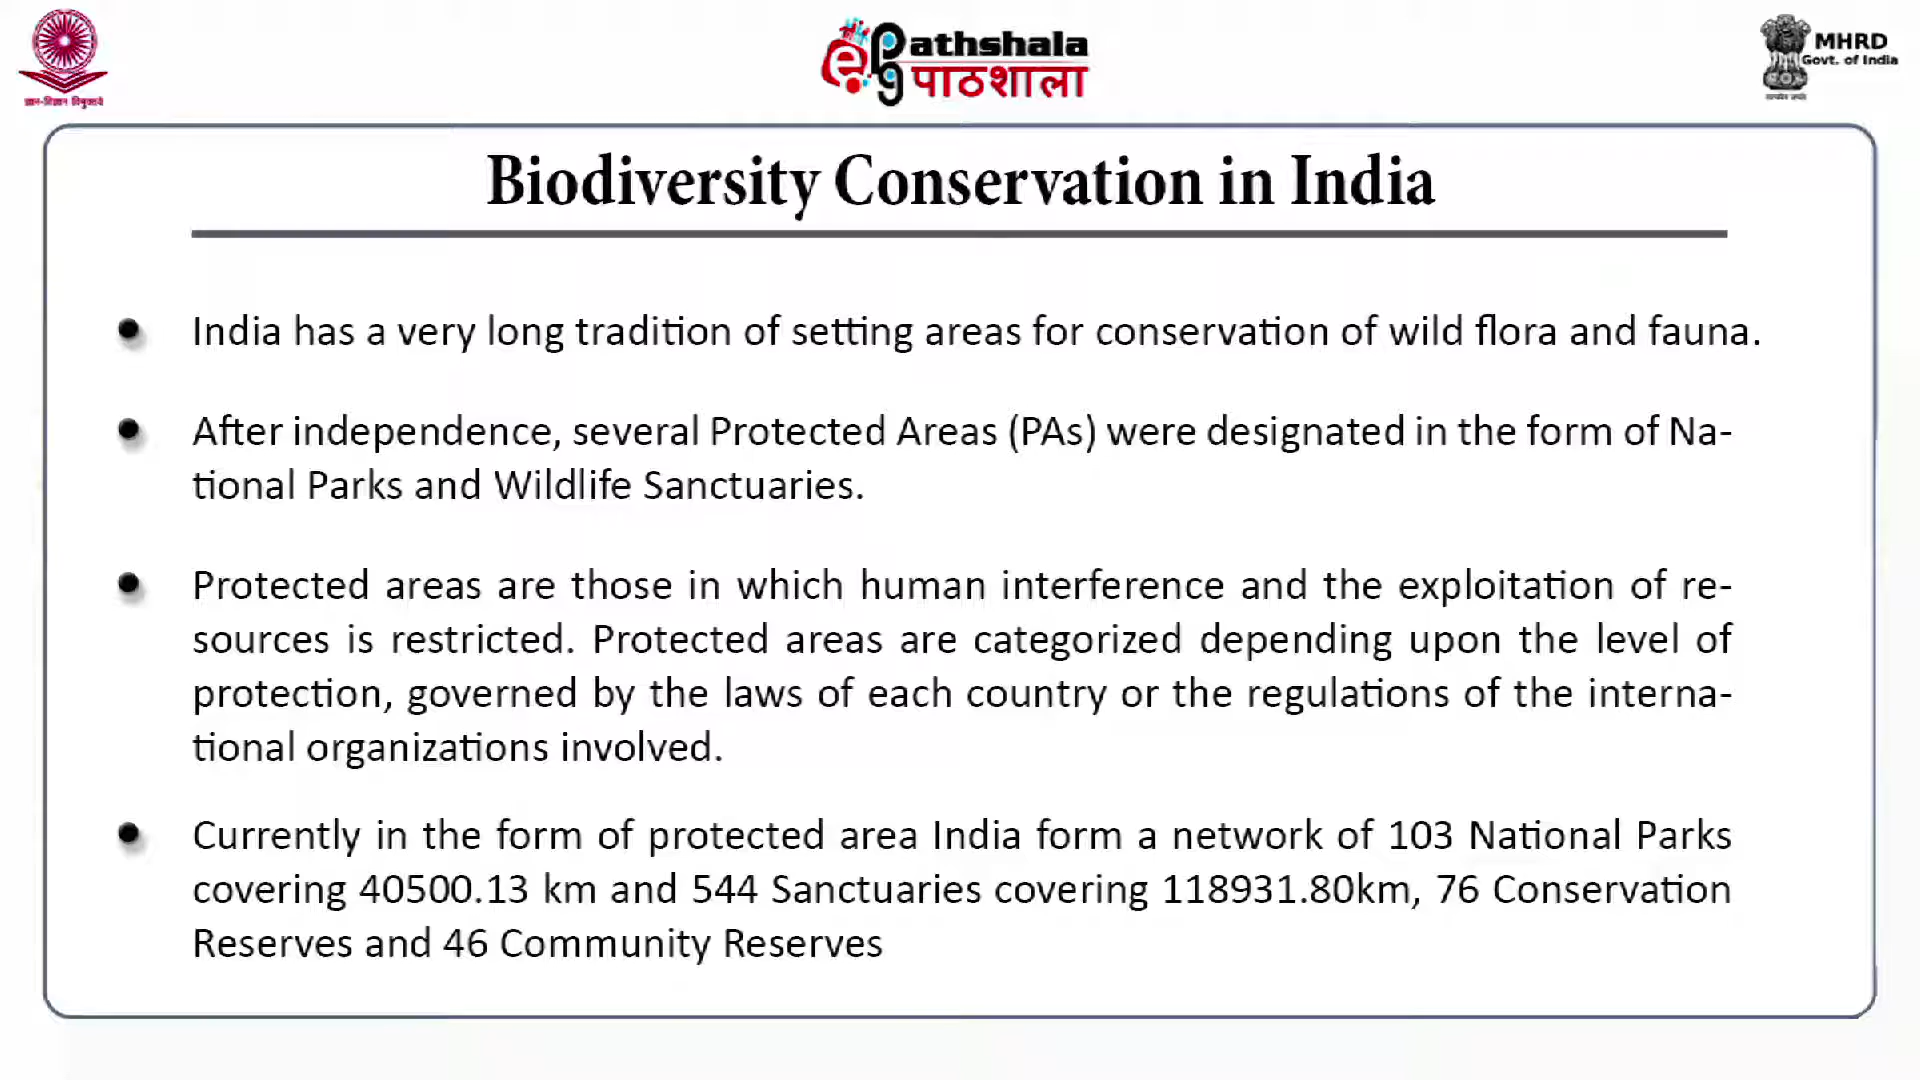 ज्ञान-विज्ञान विमुक्तये
ePgPathshala
पाठशाला
MHRD
Govt. of India
सत्यमेव जयते
Biodiversity Conservation in India
India has a very long tradition of setting areas for conservation of wild flora and fauna.
After independence, several Protected Areas (PAs) were designated in the form of Na-
tional Parks and Wildlife Sanctuaries.
Protected areas are those in which human interference and the exploitation of re-
sources is restricted. Protected areas are categorized depending upon the level of
protection, governed by the laws of each country or the regulations of the interna-
tional organizations involved.
Currently in the form of protected area India form a network of 103 National Parks
covering 40500.13 km and 544 Sanctuaries covering 118931.80km, 76 Conservation
Reserves and 46 Community Reserves